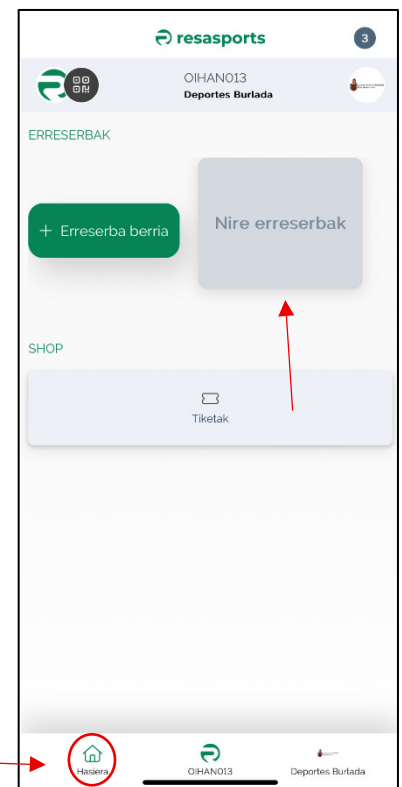 resasports
3
OIHAN013
Deportes Burlada
ERRESERBAK
+ Erreserba berria
Nire erreserbak
SHOP
Tiketak
Hasiera
OIHAN013
Deportes Burlada